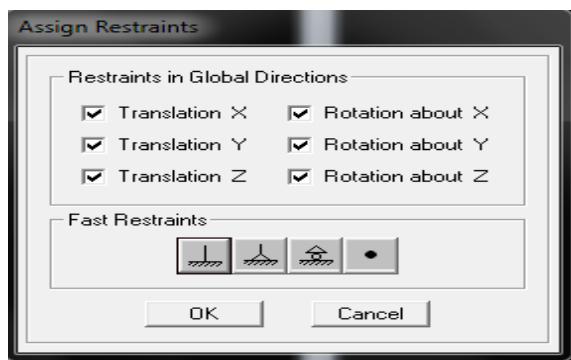 Assign Restraints
Restraints in Global Directions
Translation X Rotation about X
Translation Y Rotation about Y
Translation Z Rotation about Z
Fast Restraints
OK Cancel